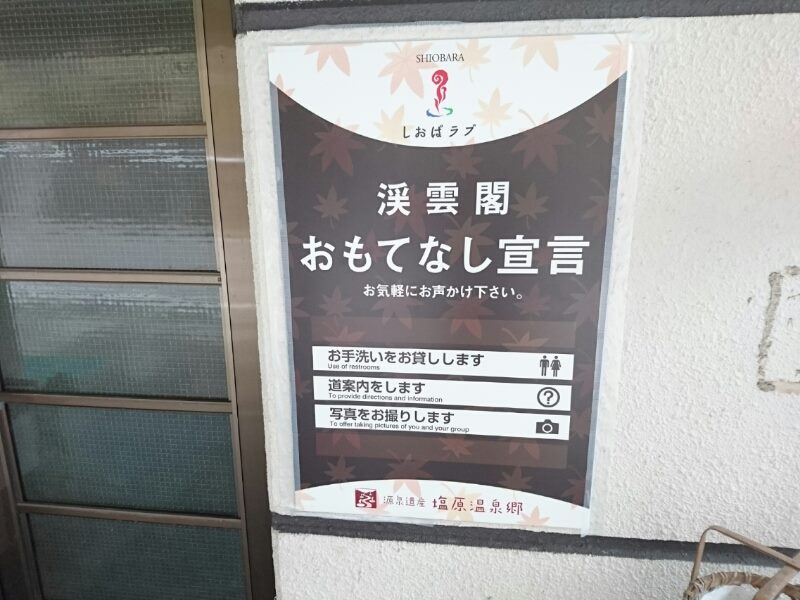 SHIOBARA
しおばラブ
渓雲閣
おもてなし宣言
お気軽にお声かけ下さい。
お手洗いをお貸しします
Use of restrooms
道案内をします
To provide directions and information
写真をお撮りします
To offer taking pictures of you and your group
源泉遺産 塩原温泉郷